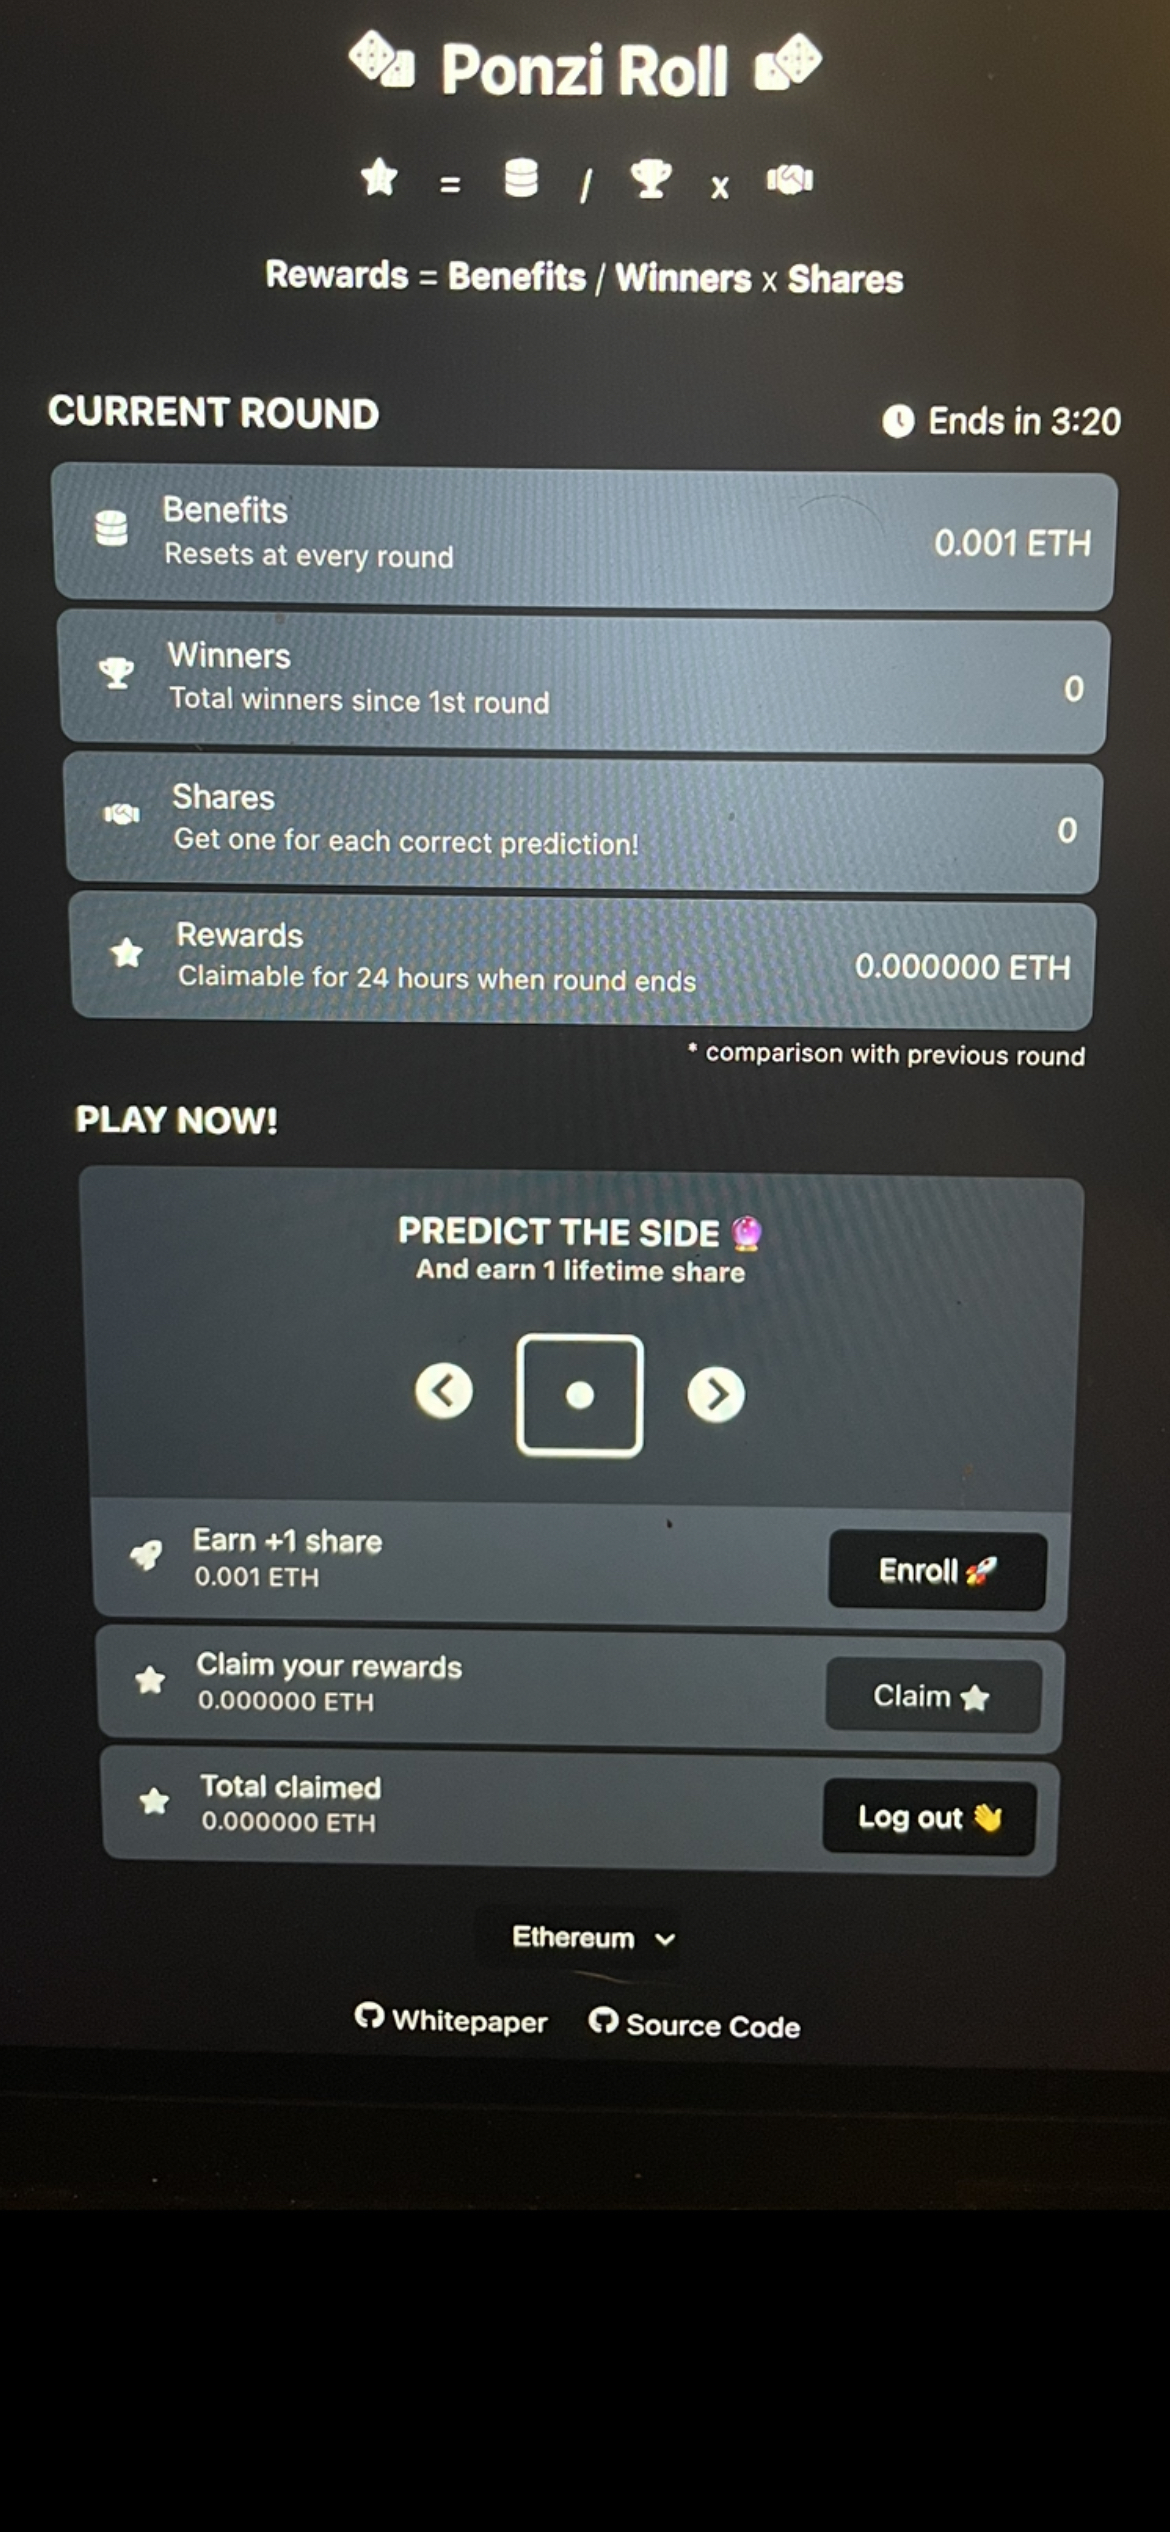 Ponzi Roll
= / x
Rewards = Benefits / Winners x Shares
CURRENT ROUND
Ends in 3:20
Benefits
Resets at every round
0.001 ETH
Winners
Total winners since 1st round
0
Shares
Get one for each correct prediction!
0
Rewards
Claimable for 24 hours when round ends
0.000000 ETH
* comparison with previous round
PLAY NOW!
PREDICT THE SIDE 🔮
And earn 1 lifetime share
Earn +1 share
0.001 ETH
Enroll 🚀
Claim your rewards
0.000000 ETH
Claim
Total claimed
0.000000 ETH
Log out 👋
Ethereum
Whitepaper Source Code